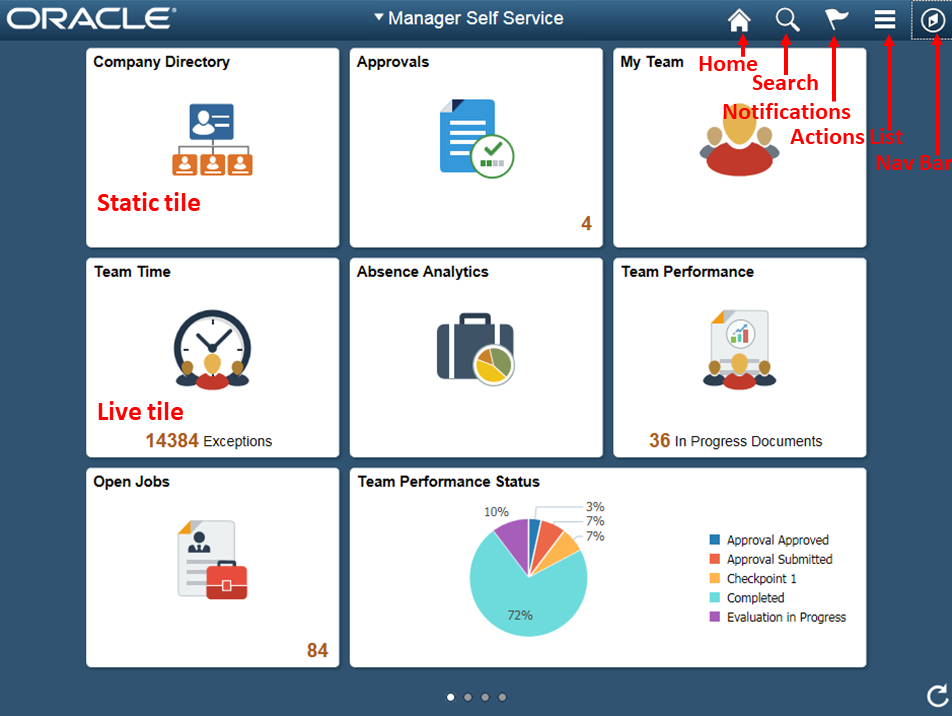 ORACLE®
Manager Self Service
Home
Search
Notifications
Actions List
Nav Bar
Company Directory
Static tile
Approvals
4
My Team
Team Time
Live tile
14384 Exceptions
Absence Analytics
Team Performance
36 In Progress Documents
Open Jobs
84
Team Performance Status
10%
3%
7%
7%
72%
Approval Approved
Approval Submitted
Checkpoint 1
Completed
Evaluation in Progress